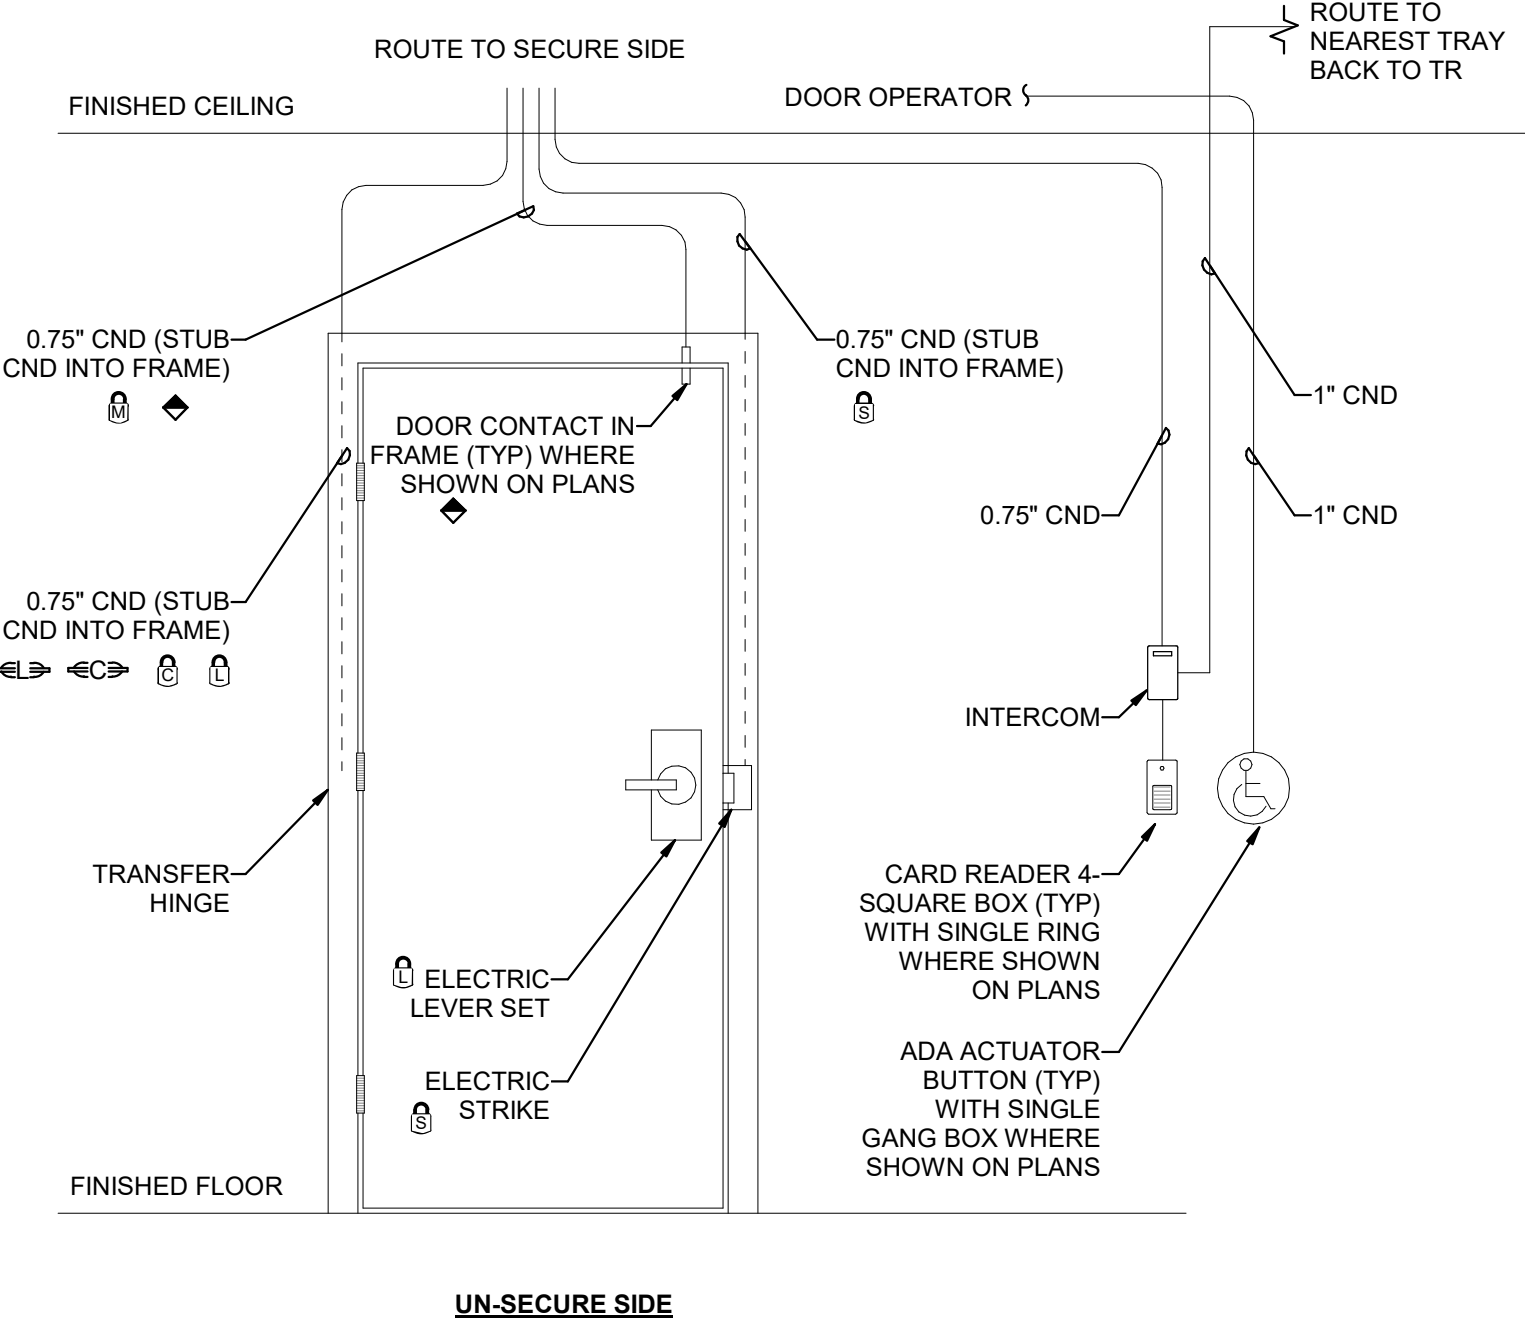 ROUTE TO
NEAREST TRAY
BACK TO TR
ROUTE TO SECURE SIDE
DOOR OPERATOR
FINISHED CEILING
0.75" CND (STUB
CND INTO FRAME)
M
0.75" CND (STUB
CND INTO FRAME)
S
1" CND
DOOR CONTACT IN
FRAME (TYP) WHERE
SHOWN ON PLANS
0.75" CND
1" CND
0.75" CND (STUB
CND INTO FRAME)
L C C L
INTERCOM
TRANSFER
HINGE
CARD READER 4-
SQUARE BOX (TYP)
WITH SINGLE RING
WHERE SHOWN
ON PLANS
L
ELECTRIC
LEVER SET
ADA ACTUATOR
BUTTON (TYP)
WITH SINGLE
GANG BOX WHERE
SHOWN ON PLANS
ELECTRIC
STRIKE
S
FINISHED FLOOR
UN-SECURE SIDE